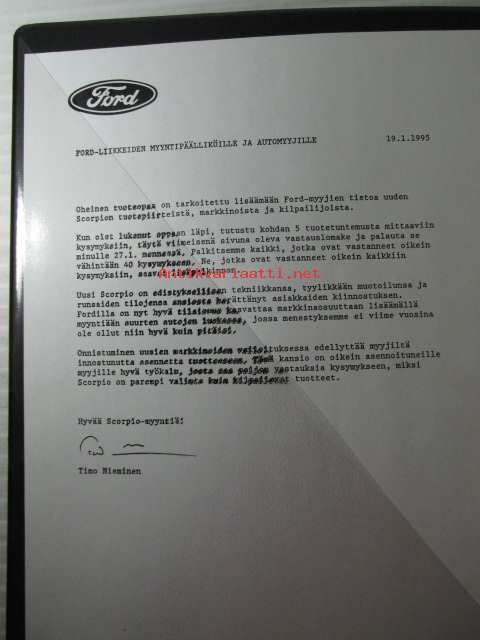 Ford
FORD-LIIKKEIDEN MYYNTIPÄÄLLIKÖILLE JA AUTOMYYJILLE 19.1.1995
Oheinen tuoteopas on tarkoitettu lisäämään Ford-myyjien tietoa uuden
Scorpion tuotepiirteistä, markkinoista ja kilpailijoista.
Kun olet lukenut oppaan läpi, tutustu kohdan 5 tuotetuntemusta mittaaviin
kysymyksiin, täytä viimeisenä sivuna oleva vastauslomake ja palauta se
minulle 27.1. mennessä. Palkitsemme kaikki, jotka ovat vastanneet oikein
vähintään 40 kysymykseen. Ne, jotka ovat vastanneet oikein kaikkiin
kysymyksiin, saavat
Antikvariaatti.net
Uusi Scorpio on edistyksellisen tekniikkansa, tyylikkään muotoilunsa ja
runsaiden tilojensa ansiosta herättänyt asiakkaiden kiinnostuksen.
Fordilla on nyt hyvä tilaisuus kasvattaa markkinaosuuttaan lisäämällä
myyntiään suurten autojen luokassa, jossa menestyksemme ei viime vuosina
ole ollut niin hyvä kuin pitäisi.
Onnistuminen uusien markkinoiden valloituksessa edellyttää myyjiltä
innostunutta asennetta tuotteeseen. Tämä kansio on oikein asennoituneille
myyjille hyvä työkalu, josta saa paljon vastauksia kysymykseen, miksi
Scorpio on parempi valinta kuin kilpailevat tuotteet.
Hyvää Scorpio-myyntiä!
Timo Nieminen